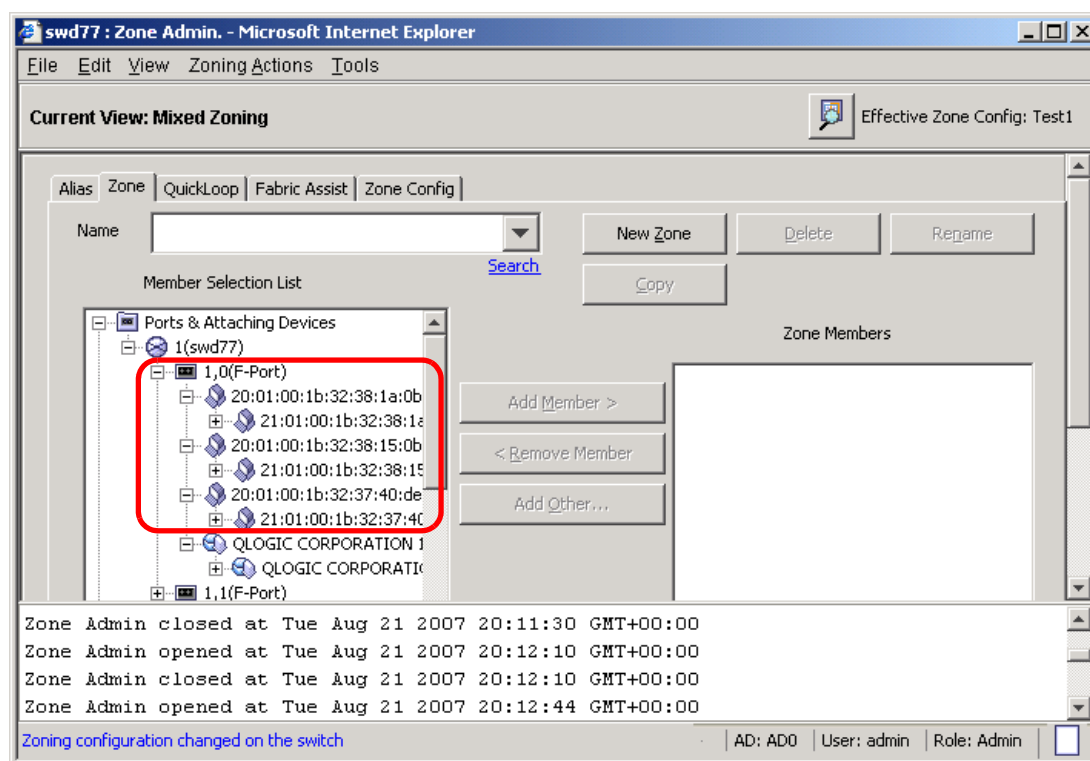 swd77 : Zone Admin. - Microsoft Internet Explorer
File Edit View Zoning Actions Tools
Current View: Mixed Zoning
Effective Zone Config: Test1
Alias Zone QuickLoop Fabric Assist Zone Config
Name
New Zone Delete Rename
Search
Copy
Member Selection List
Zone Members
Ports & Attaching Devices
1(swd77)
1,0(F-Port)
20:01:00:1b:32:38:1a:0b
21:01:00:1b:32:38:1a
20:01:00:1b:32:38:15:0b
21:01:00:1b:32:38:15
20:01:00:1b:32:37:40:de
21:01:00:1b:32:37:40
QLOGIC CORPORATION 1
QLOGIC CORPORATIO
1,1(F-Port)
Add Member >
< Remove Member
Add Other...
Zone Admin closed at Tue Aug 21 2007 20:11:30 GMT+00:00
Zone Admin opened at Tue Aug 21 2007 20:12:10 GMT+00:00
Zone Admin closed at Tue Aug 21 2007 20:12:10 GMT+00:00
Zone Admin opened at Tue Aug 21 2007 20:12:44 GMT+00:00
Zoning configuration changed on the switch
AD: AD0 User: admin Role: Admin